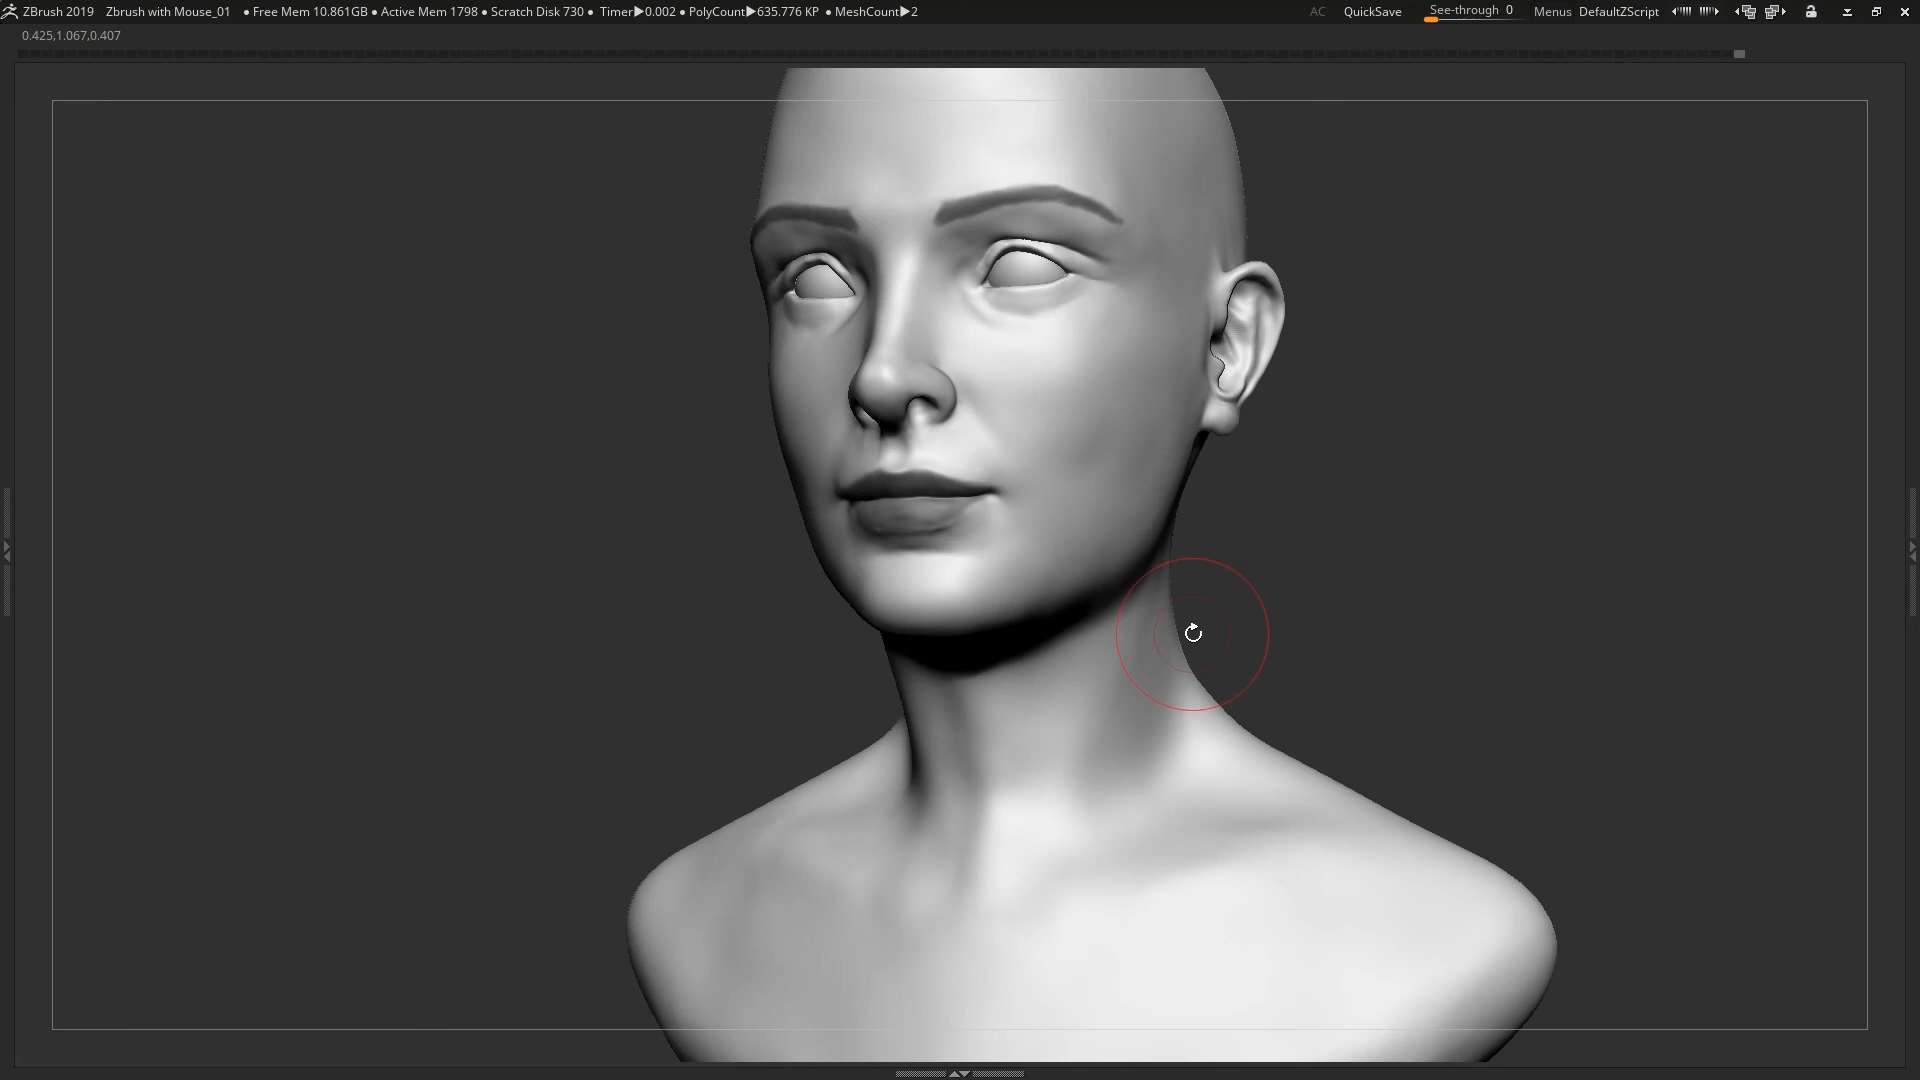 ZBrush 2019 Zbrush with Mouse_01 ● Free Mem 10.861GB ● Active Mem 1798 ● Scratch Disk 730 ● Timer▶0.002 ● PolyCount▶635.776 KP ● MeshCount▶2 AC QuickSave See-through 0 Menus DefaultZScript
0.425,1.067,0.407